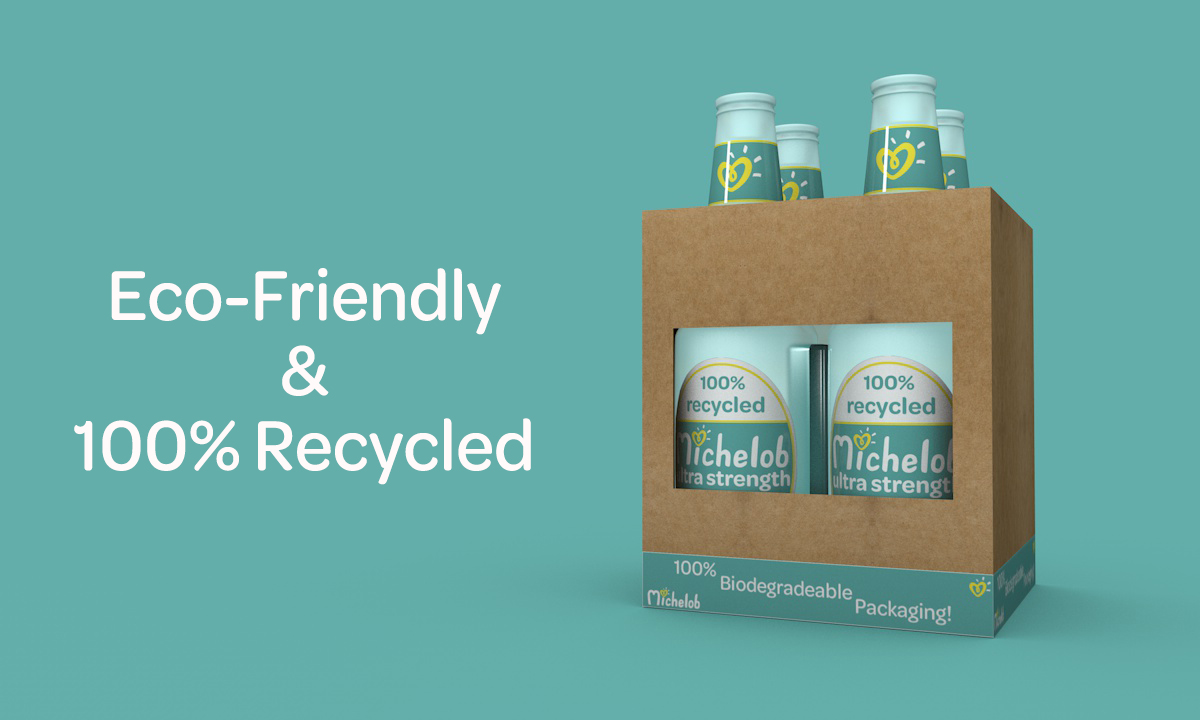 Eco-Friendly
&
100% Recycled
100%
recycled
Michelob
ultra strength
100%
recycled
Michelob
ultra strengt
100% Biodegradeable Packaging!
Michelob